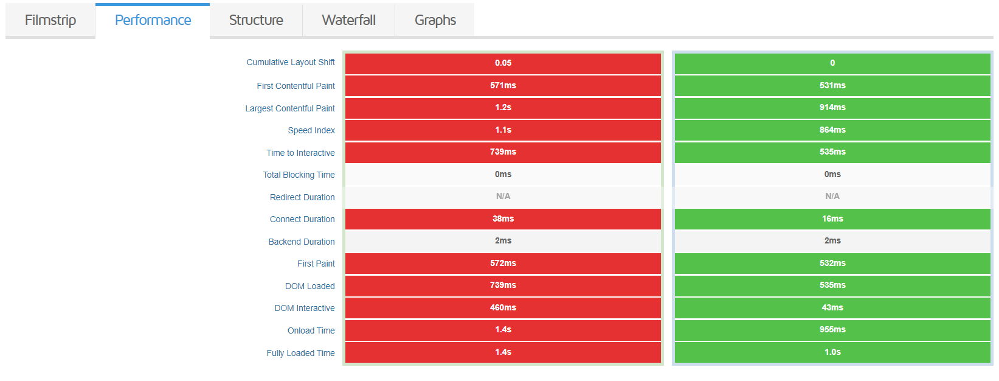 Filmstrip Performance Structure Waterfall Graphs
Cumulative Layout Shift 0.05 0
First Contentful Paint 571ms 531ms
Largest Contentful Paint 1.2s 914ms
Speed Index 1.1s 864ms
Time to Interactive 739ms 535ms
Total Blocking Time 0ms 0ms
Redirect Duration N/A N/A
Connect Duration 38ms 16ms
Backend Duration 2ms 2ms
First Paint 572ms 532ms
DOM Loaded 739ms 535ms
DOM Interactive 460ms 43ms
Onload Time 1.4s 955ms
Fully Loaded Time 1.4s 1.0s